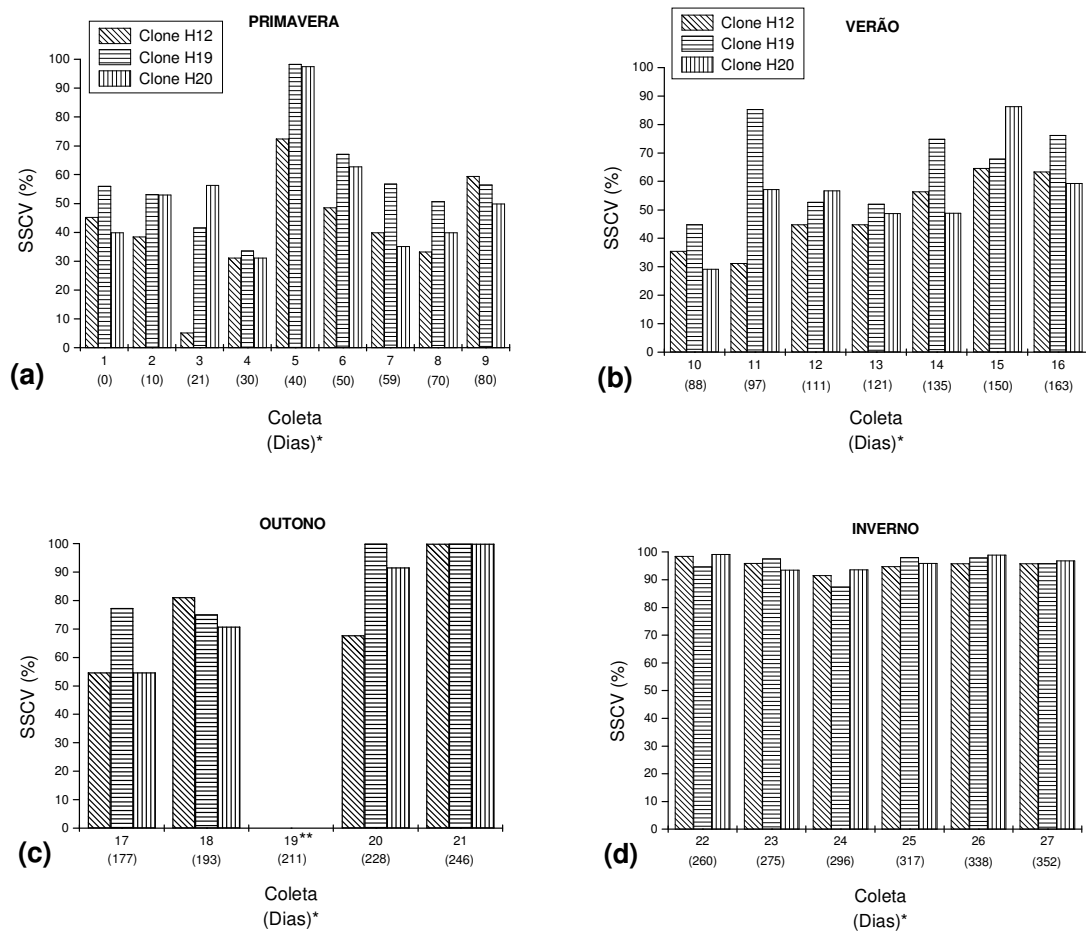 PRIMAVERA
Clone H12
Clone H19
Clone H20
SSCV (%)
100
90
80
70
60
50
40
30
20
10
0
1 2 3 4 5 6 7 8 9
(0) (10) (21) (30) (40) (50) (59) (70) (80)
(a)
Coleta
(Dias)*
VERÃO
Clone H12
Clone H19
Clone H20
SSCV (%)
100
90
80
70
60
50
40
30
20
10
0
10 11 12 13 14 15 16
(88) (97) (111) (121) (135) (150) (163)
(b)
Coleta
(Dias)*
OUTONO
SSCV (%)
100
90
80
70
60
50
40
30
20
10
0
17 18 19** 20 21
(177) (193) (211) (228) (246)
(c)
Coleta
(Dias)*
INVERNO
SSCV (%)
100
90
80
70
60
50
40
30
20
10
0
22 23 24 25 26 27
(260) (275) (296) (317) (338) (352)
(d)
Coleta
(Dias)*